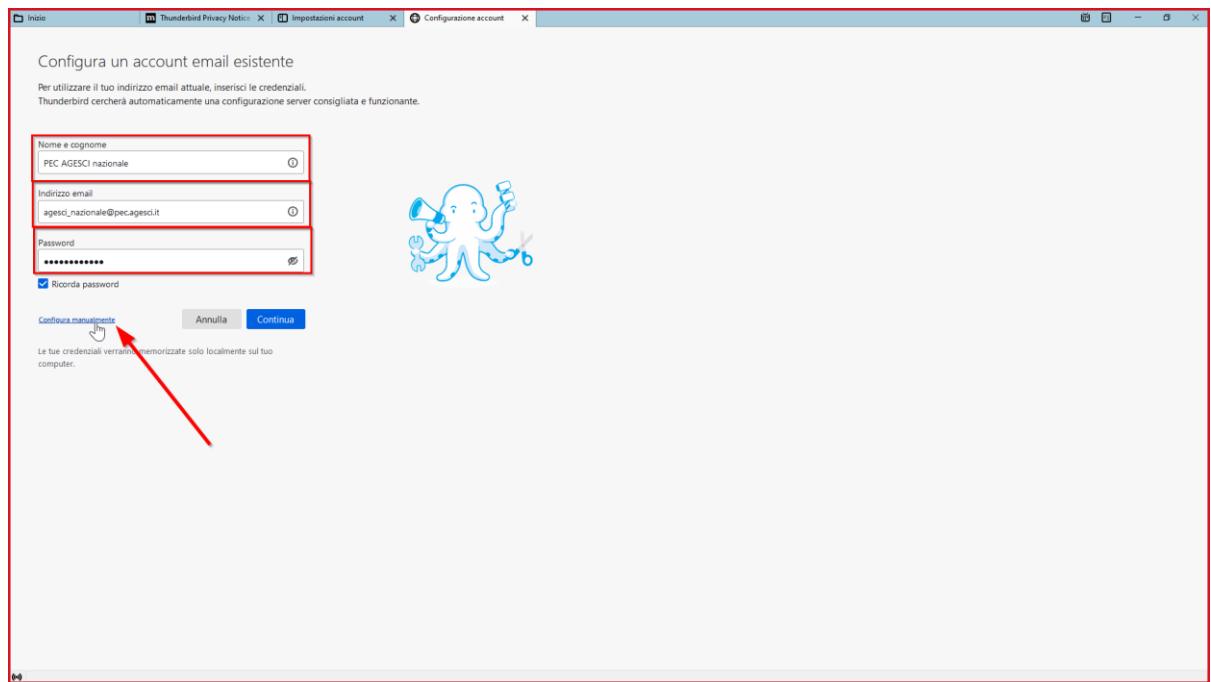 Inizio
Thunderbird Privacy Notice
Impostazioni account
Configurazione account
Configura un account email esistente
Per utilizzare il tuo indirizzo email attuale, inserisci le credenziali.
Thunderbird cercherà automaticamente una configurazione server consigliata e funzionante.
Nome e cognome
PEC AGESCI nazionale
Indirizzo email
agesci_nazionale@pec.agesci.it
Password
Ricorda password
Configura manualmente
Annulla
Continua
Le tue credenziali verranno memorizzate solo localmente sul tuo
computer.